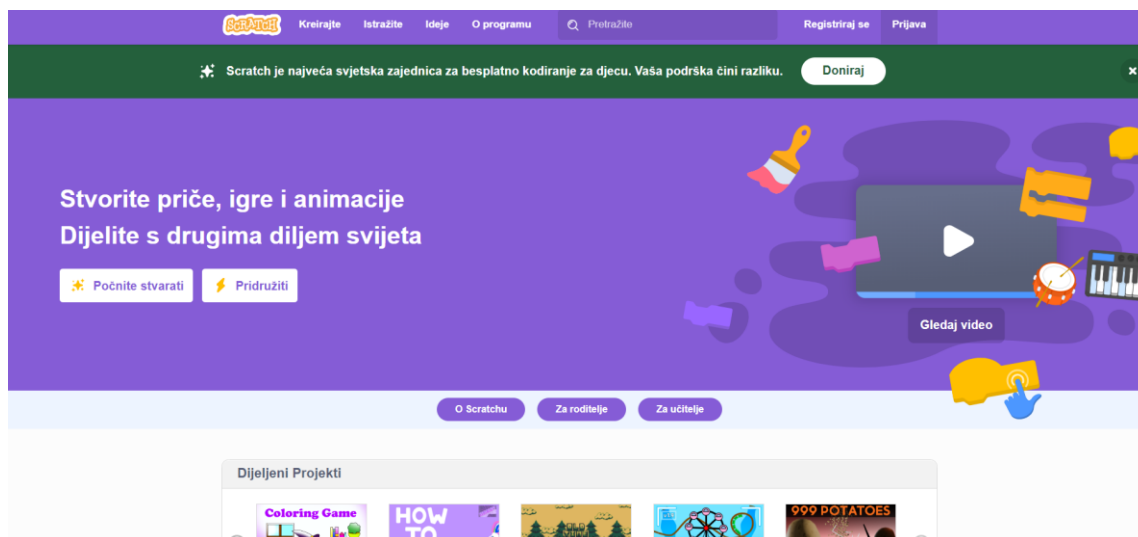 SCRATCH Kreirajte Istražite Ideje O programu Pretražite Registriraj se Prijava
Scratch je najveća svjetska zajednica za besplatno kodiranje za djecu. Vaša podrška čini razliku. Doniraj
Stvorite priče, igre i animacije
Dijelite s drugima diljem svijeta
Počnite stvarati Pridružiti
Gledaj video
O Scratchu Za roditelje Za učitelje
Dijeljeni Projekti
Coloring Game
HOW
TO
999 POTATOES